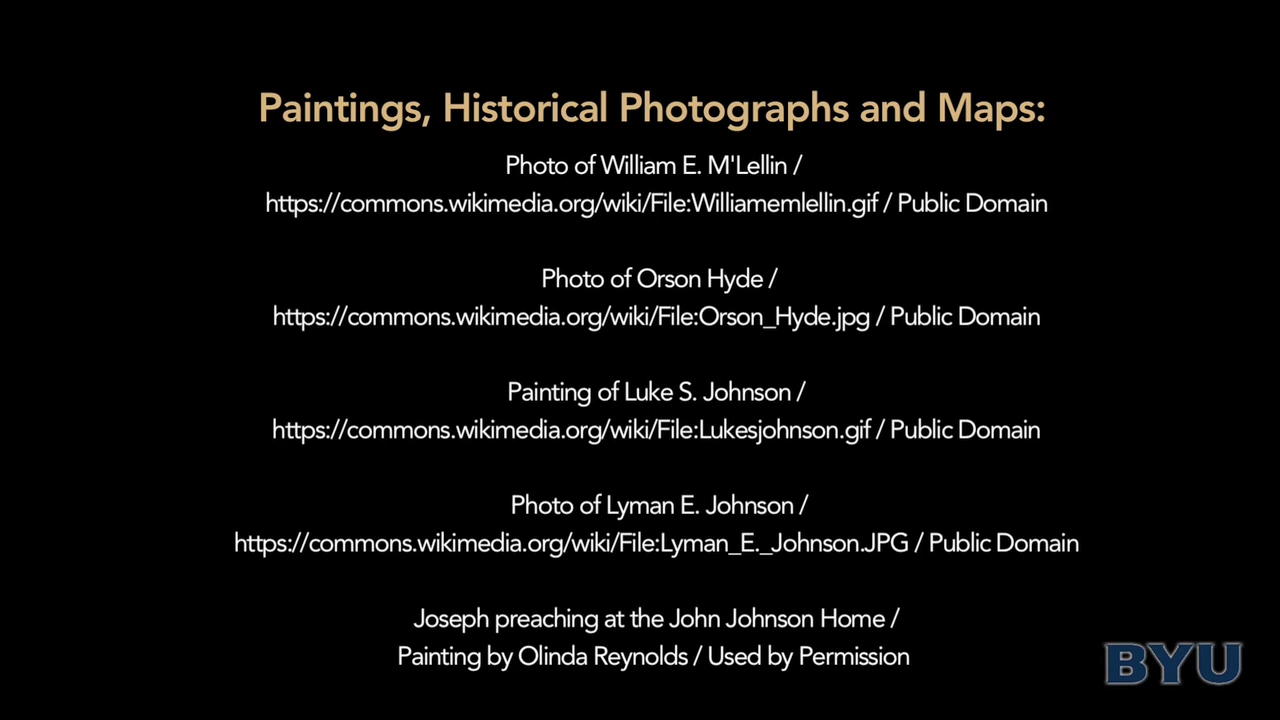 Paintings, Historical Photographs and Maps:
Photo of William E. M'Lellin /
https://commons.wikimedia.org/wiki/File:Williamemlellin.gif / Public Domain
Photo of Orson Hyde /
https://commons.wikimedia.org/wiki/File:Orson_Hyde.jpg / Public Domain
Painting of Luke S. Johnson /
https://commons.wikimedia.org/wiki/File:Lukesjohnson.gif / Public Domain
Photo of Lyman E. Johnson /
https://commons.wikimedia.org/wiki/File:Lyman_E._Johnson.JPG / Public Domain
Joseph preaching at the John Johnson Home /
Painting by Olinda Reynolds / Used by Permission
BYU